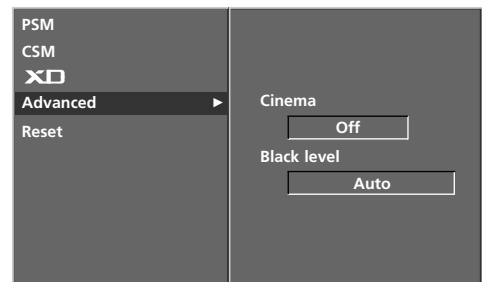 PSM
CSM
XD
Advanced ►
Reset
Cinema
Off
Black level
Auto